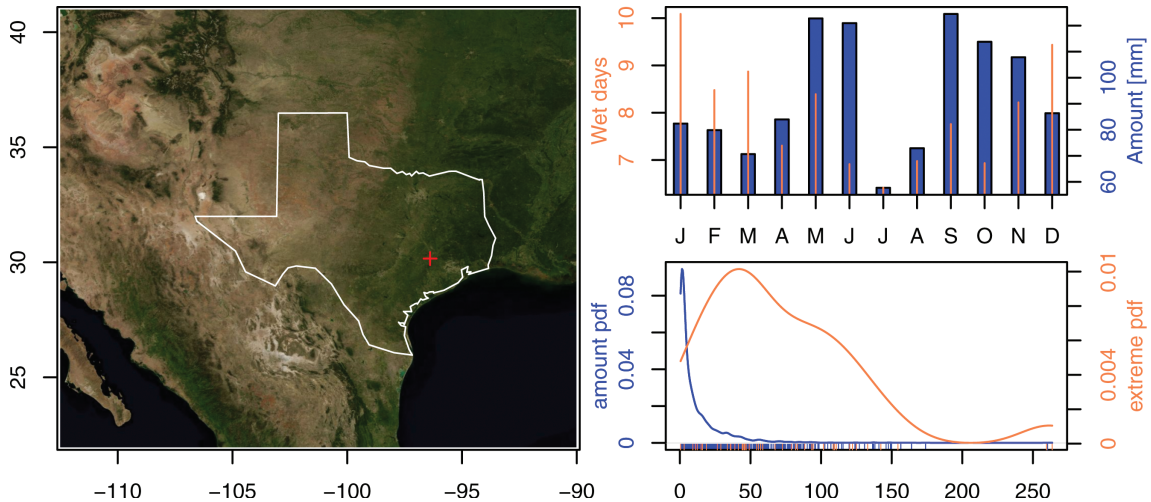 40
35
30
25
−110 −105 −100 −95 −90
Wet days
7 8 9 10
Amount [mm]
60 80 100
J F M A M J J A S O N D
amount pdf
0 0.04 0.08
extreme pdf
0 0.004 0.01
0 50 100 150 200 250